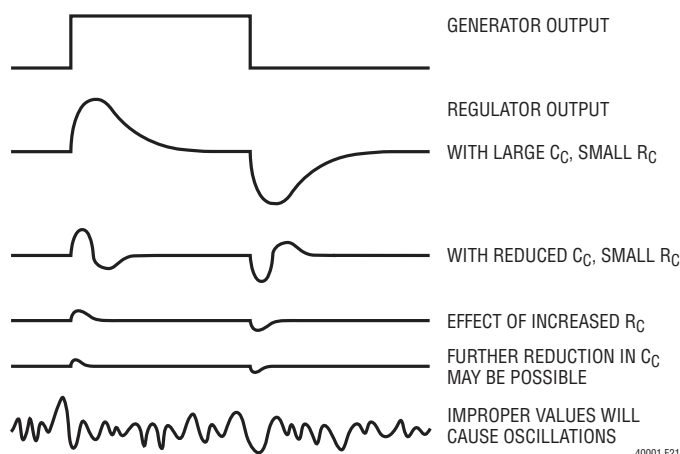 GENERATOR OUTPUT
REGULATOR OUTPUT
WITH LARGE CC, SMALL RC
WITH REDUCED CC, SMALL RC
EFFECT OF INCREASED RC
FURTHER REDUCTION IN CC
MAY BE POSSIBLE
IMPROPER VALUES WILL
CAUSE OSCILLATIONS
40001 F21